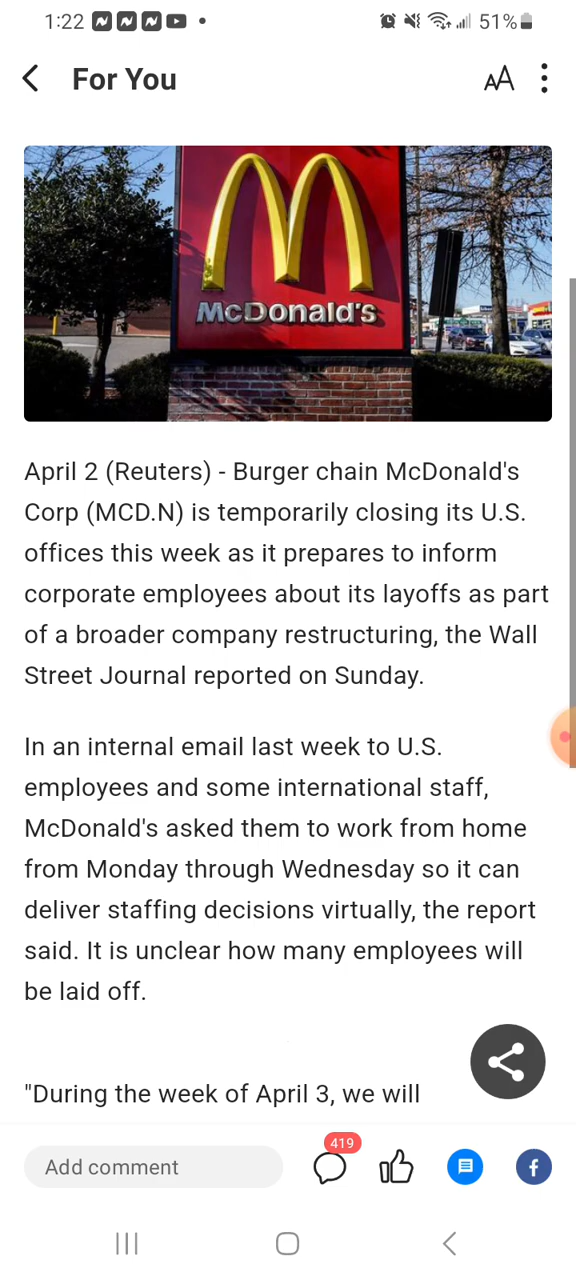 1:22
51%
For You
AA
McDonald's
April 2 (Reuters) - Burger chain McDonald's
Corp (MCD.N) is temporarily closing its U.S.
offices this week as it prepares to inform
corporate employees about its layoffs as part
of a broader company restructuring, the Wall
Street Journal reported on Sunday.
In an internal email last week to U.S.
employees and some international staff,
McDonald's asked them to work from home
from Monday through Wednesday so it can
deliver staffing decisions virtually, the report
said. It is unclear how many employees will
be laid off.
"During the week of April 3, we will
419
Add comment